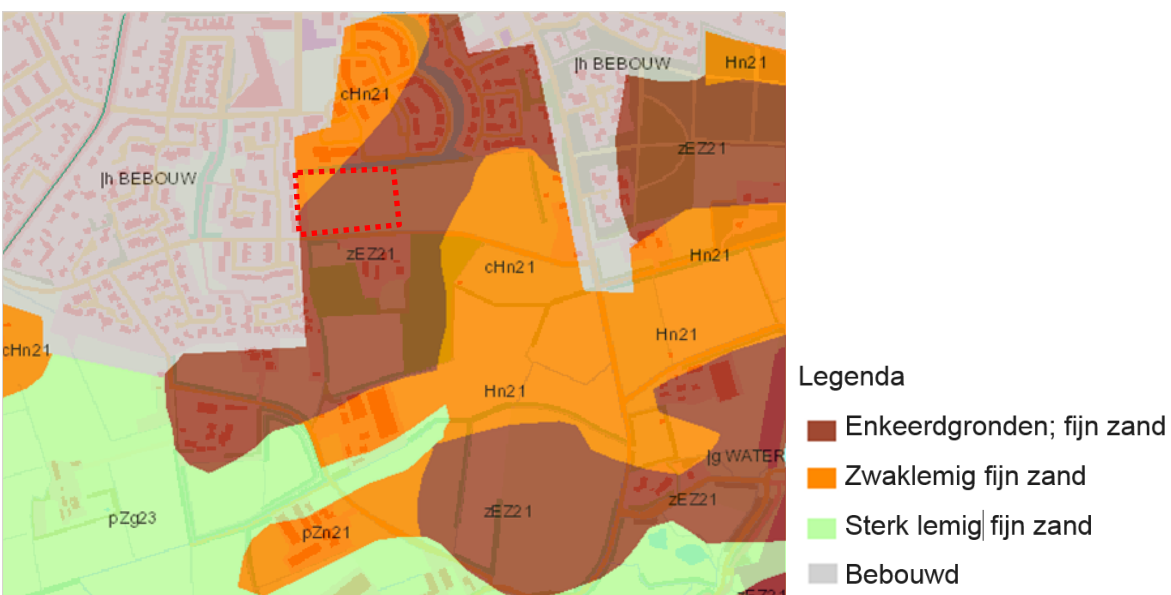 |h BEBOUW
Hn21
cHn21
zEZ21
|h BEBOUW
zEZ21
cHn21
Hn21
Hn21
cHn21
Hn21
|g WATER
zEZ21
zEZ21
pZg23
pZn21
Legenda
Enkeerdgronden; fijn zand
Zwaklemig fijn zand
Sterk lemig fijn zand
Bebouwd